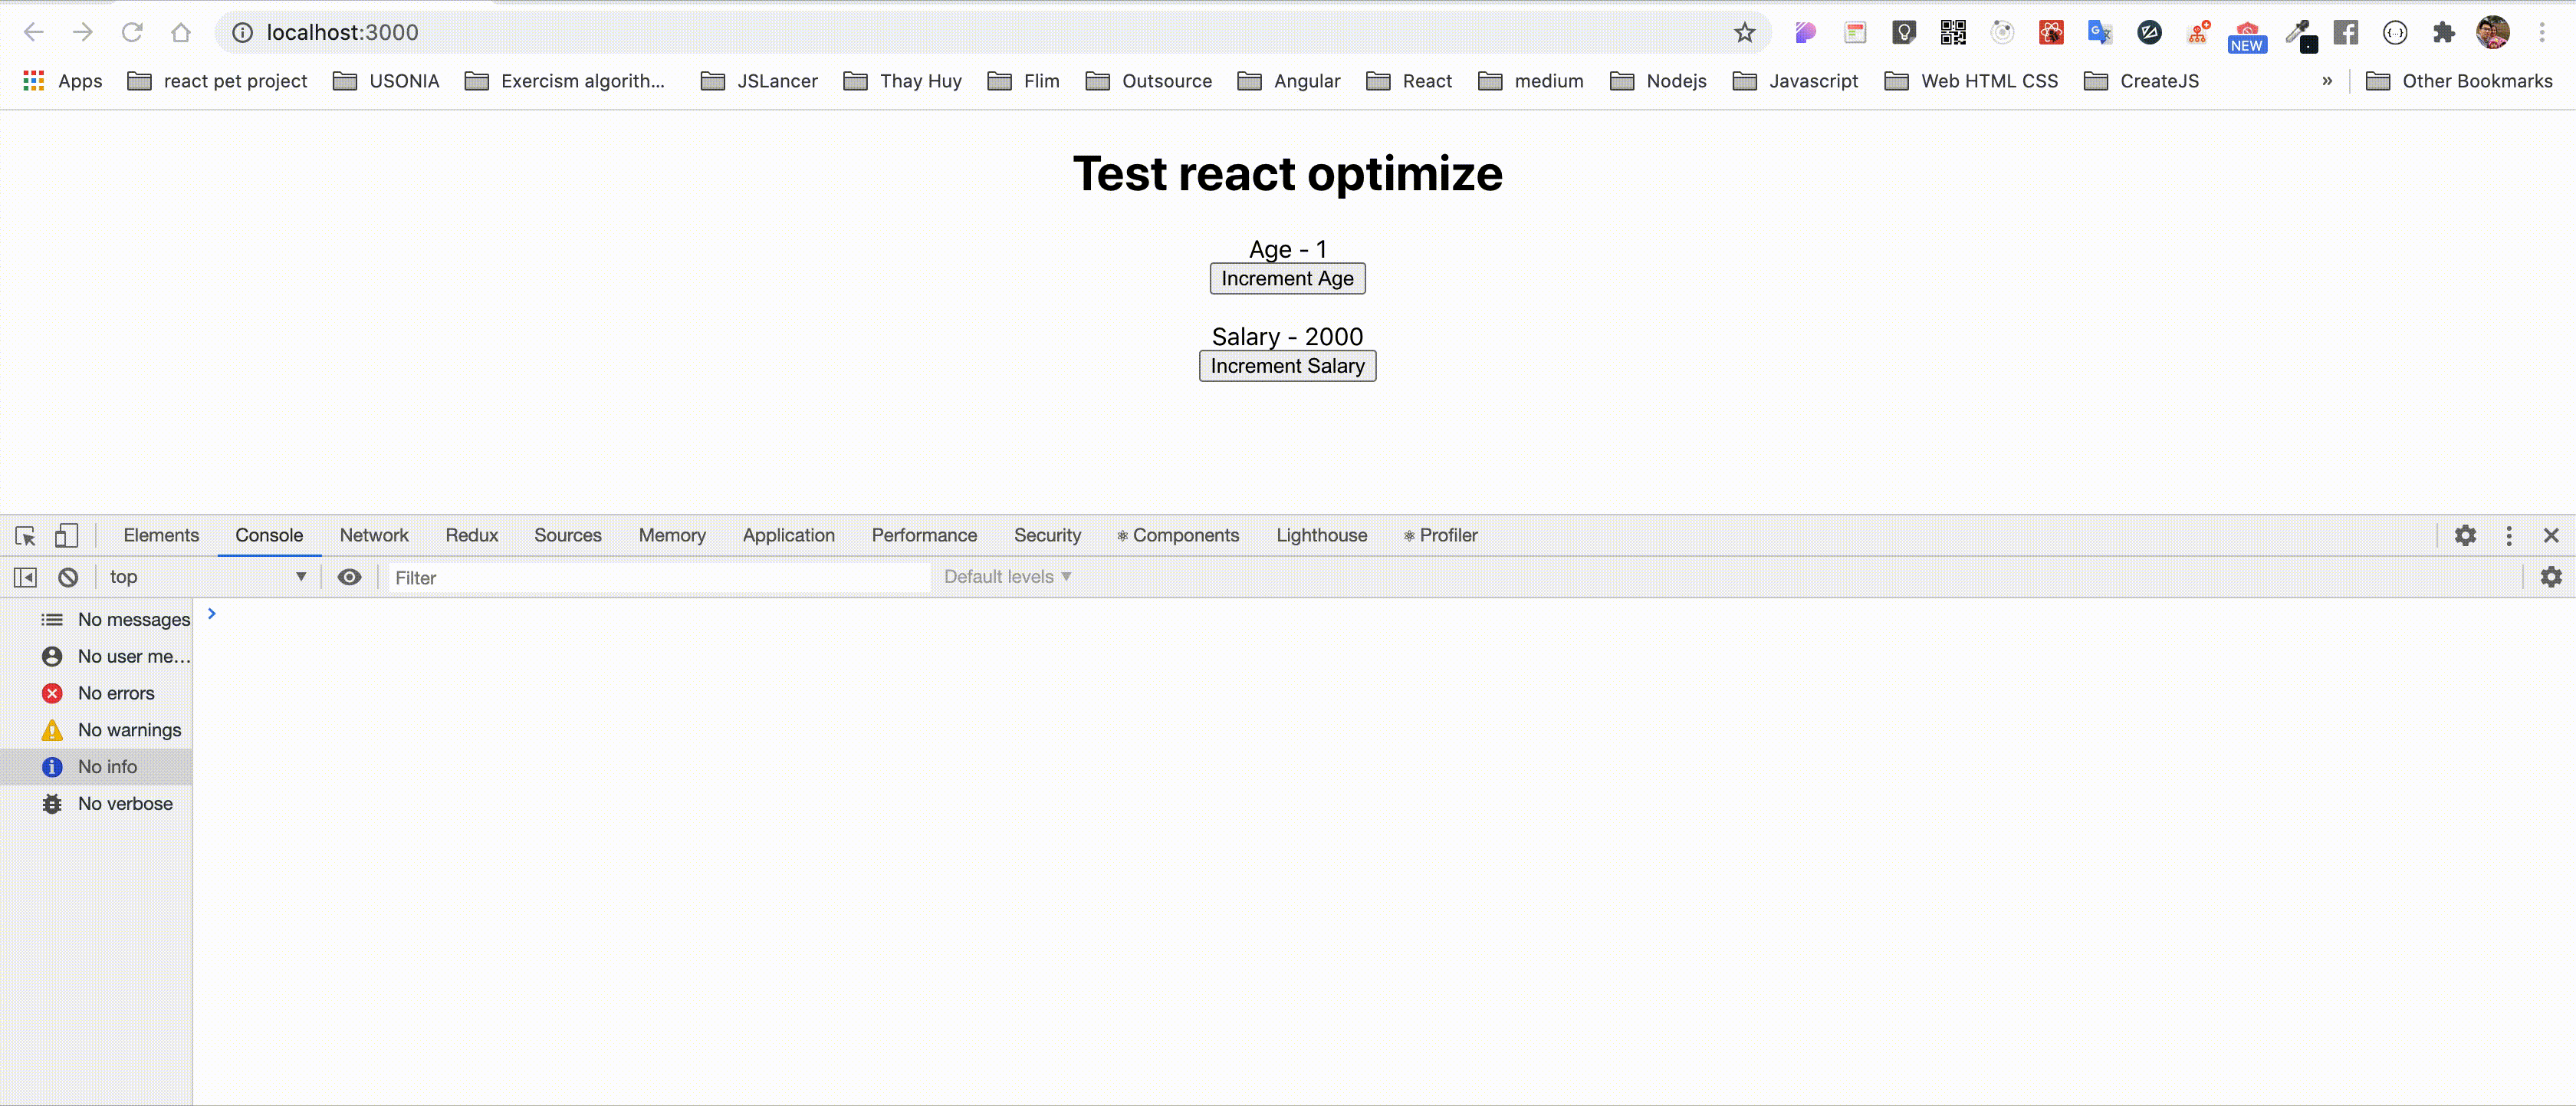 localhost:3000
NEW
Apps react pet project USONIA Exercism algorith... JSLancer Thay Huy Flim Outsource Angular React medium Nodejs Javascript Web HTML CSS CreateJS » Other Bookmarks
Test react optimize
Age - 1
Increment Age
Salary - 2000
Increment Salary
Elements Console Network Redux Sources Memory Application Performance Security Components Lighthouse Profiler
top Filter Default levels
No messages
No user me...
No errors
No warnings
No info
No verbose